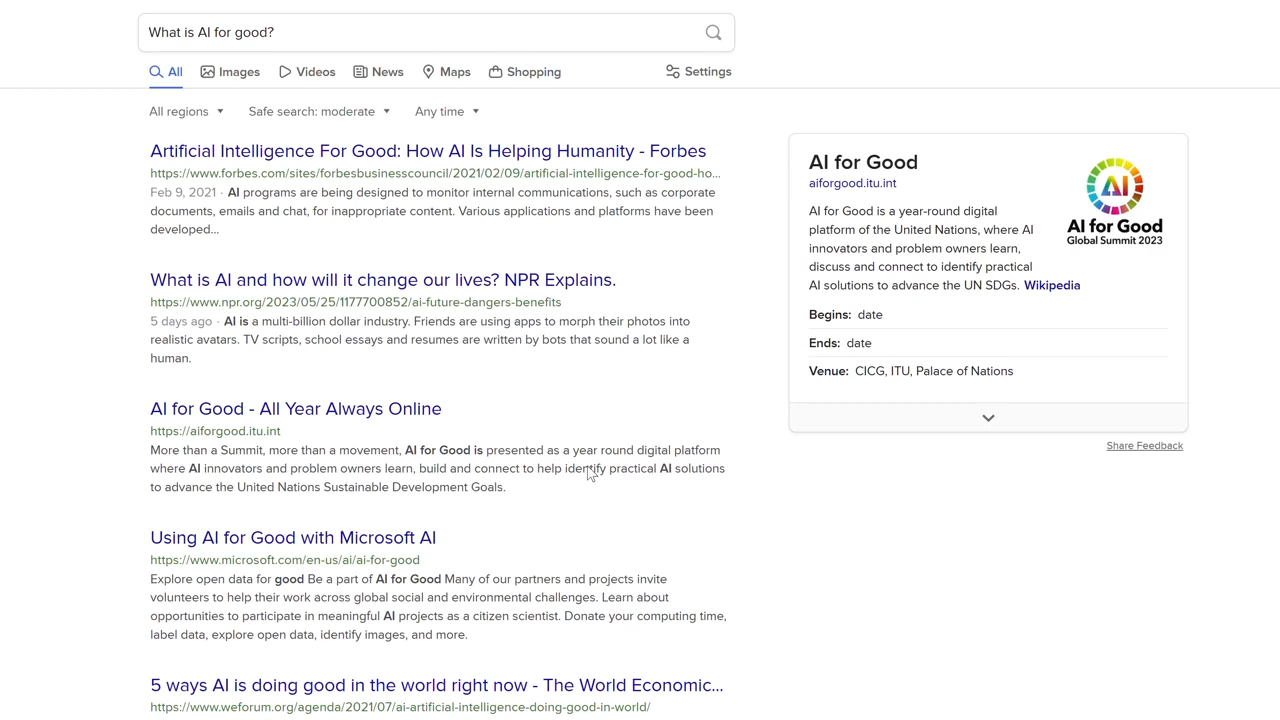 What is AI for good?
All Images Videos News Maps Shopping Settings
All regions Safe search: moderate Any time
Artificial Intelligence For Good: How AI Is Helping Humanity - Forbes
https://www.forbes.com/sites/forbesbusinesscouncil/2021/02/09/artificial-intelligence-for-good-ho...
Feb 9, 2021 · AI programs are being designed to monitor internal communications, such as corporate
documents, emails and chat, for inappropriate content. Various applications and platforms have been
developed...
What is AI and how will it change our lives? NPR Explains.
https://www.npr.org/2023/05/25/1177700852/ai-future-dangers-benefits
5 days ago · AI is a multi-billion dollar industry. Friends are using apps to morph their photos into
realistic avatars. TV scripts, school essays and resumes are written by bots that sound a lot like a
human.
AI for Good - All Year Always Online
https://aiforgood.itu.int
More than a Summit, more than a movement, AI for Good is presented as a year round digital platform
where AI innovators and problem owners learn, build and connect to help identify practical AI solutions
to advance the United Nations Sustainable Development Goals.
Using AI for Good with Microsoft AI
https://www.microsoft.com/en-us/ai/ai-for-good
Explore open data for good Be a part of AI for Good Many of our partners and projects invite
volunteers to help their work across global social and environmental challenges. Learn about
opportunities to participate in meaningful AI projects as a citizen scientist. Donate your computing time,
label data, explore open data, identify images, and more.
5 ways AI is doing good in the world right now - The World Economic...
https://www.weforum.org/agenda/2021/07/ai-artificial-intelligence-doing-good-in-world/
AI for Good
aiforgood.itu.int
AI for Good is a year-round digital
platform of the United Nations, where AI
innovators and problem owners learn,
discuss and connect to identify practical
AI solutions to advance the UN SDGs. Wikipedia
AI
AI for Good
Global Summit 2023
Begins: date
Ends: date
Venue: CICG, ITU, Palace of Nations
Share Feedback